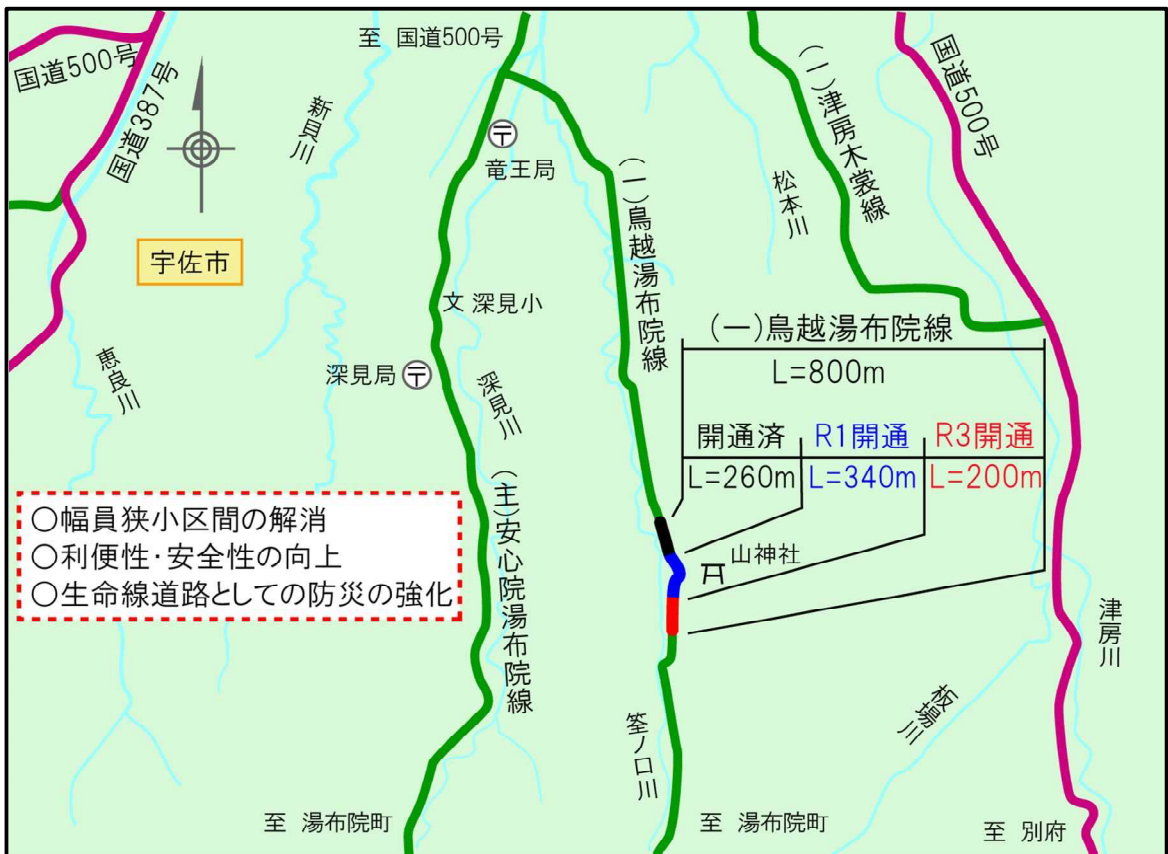 至 国道500号
国道500号
国道387号
新呂川
竜王局
(一)津房木裳線
国道500号
松本川
宇佐市
文 深見小
(一)鳥越湯布院線
恵良川
深見局
深見川
(一)鳥越湯布院線
L=800m
開通済 R1開通 R3開通
L=260m L=340m L=200m
○幅員狭小区間の解消
○利便性・安全性の向上
○生命線道路としての防災の強化
(主)安心院湯布院線
山神社
津房川
板場川
筌ノ口川
至 湯布院町
至 湯布院町
至 別府